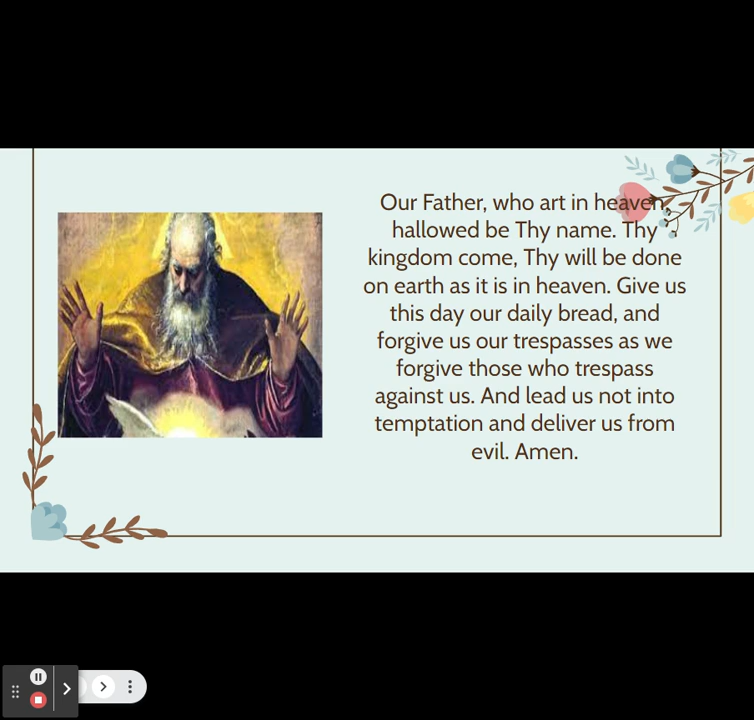 Our Father, who art in heaven,
hallowed be Thy name. Thy
kingdom come, Thy will be done
on earth as it is in heaven. Give us
this day our daily bread, and
forgive us our trespasses as we
forgive those who trespass
against us. And lead us not into
temptation and deliver us from
evil. Amen.